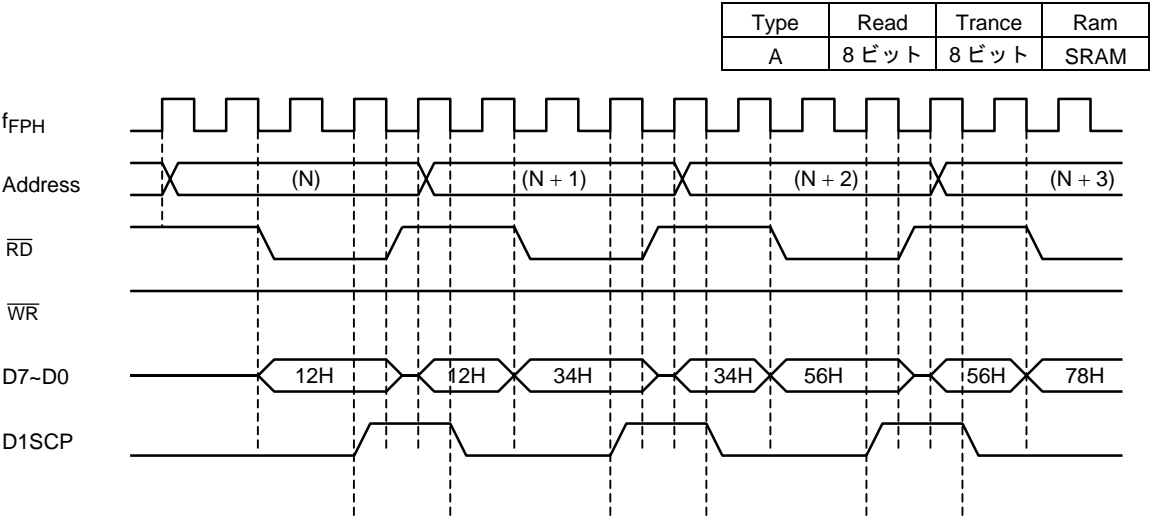 Type Read Trance Ram
A 8 ビット 8 ビット SRAM
fFPH
Address (N) (N + 1) (N + 2) (N + 3)
RD
WR
D7~D0 12H 12H 34H 34H 56H 56H 78H
D1SCP